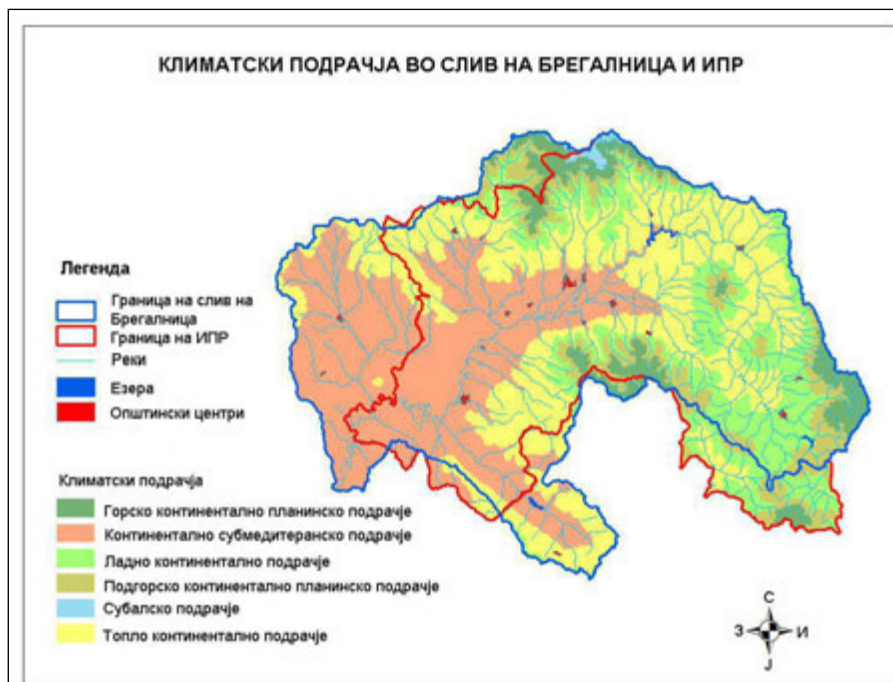 КЛИМАТСКИ ПОДРАЧЈА ВО СЛИВ НА БРЕГАЛНИЦА И ИПР
Легенда
Граница на слив на
Брегалница
Граница на ИПР
Реки
Езера
Општински центри
Климатски подрачја
Горско континентално планинско подрачје
Континентално субмедитеранско подрачје
Ладно континентално подрачје
Подгорско континентално планинско подрачје
Субалско подрачје
Топло континентално подрачје
С
З И
Ј